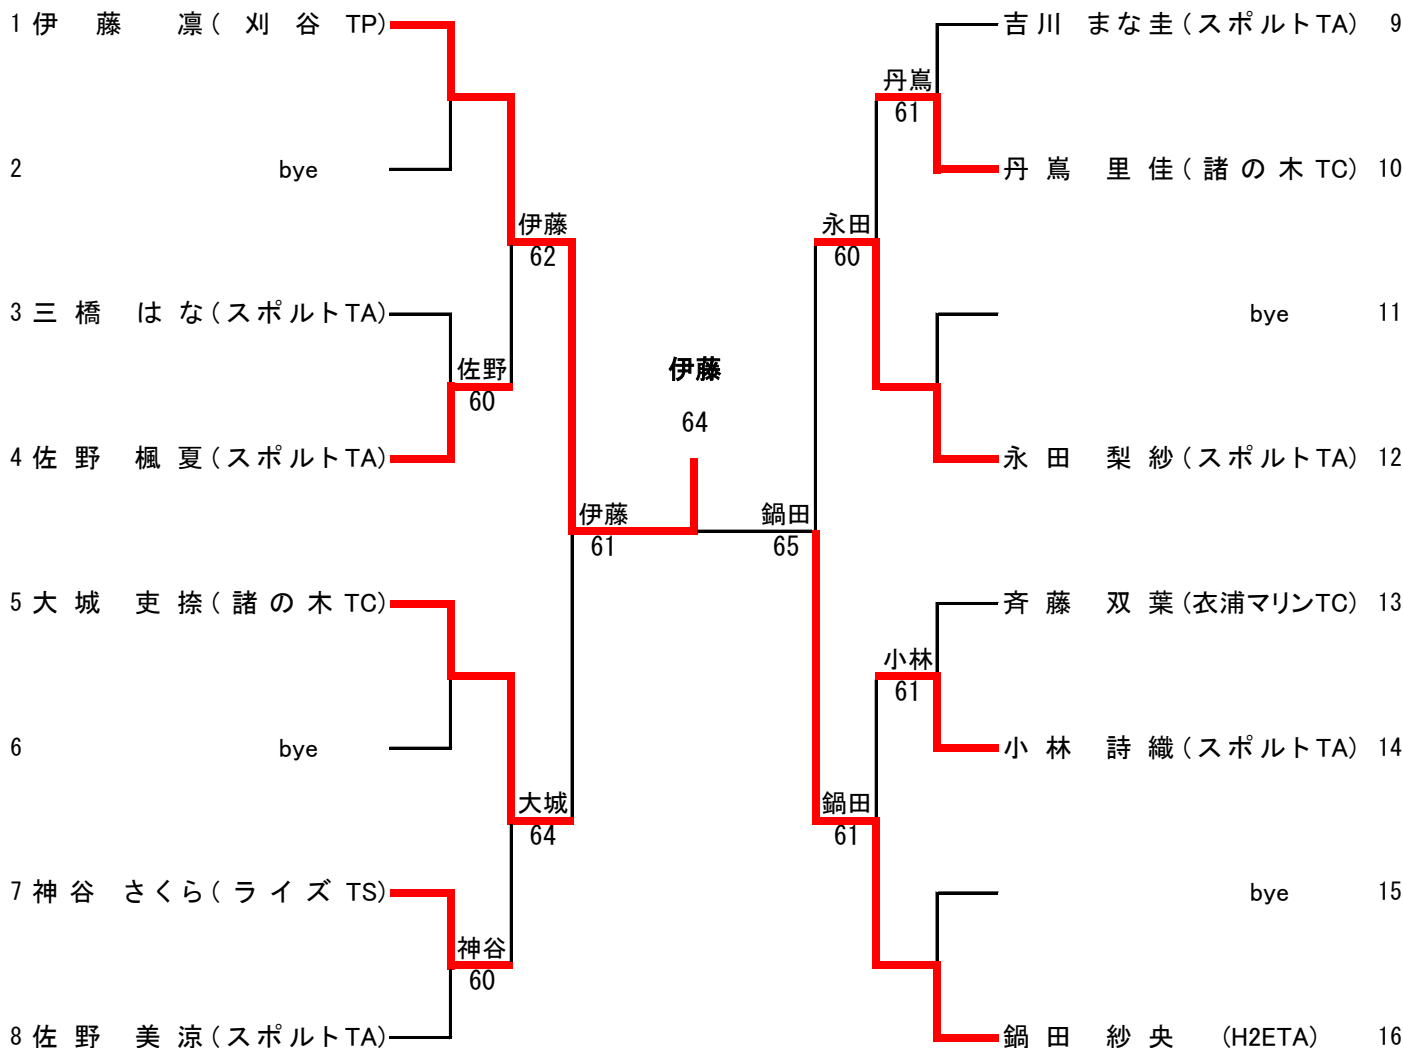 1 伊 藤 凛 ( 刈 谷 TP)
2 bye
3 三 橋 は な (スポルトTA)
4 佐 野 楓 夏 (スポルトTA)
5 大 城 吏 捺 ( 諸 の 木 TC)
6 bye
7 神 谷 さくら ( ラ イ ズ TS)
8 佐 野 美 涼 (スポルトTA)
佐野
60
神谷
60
伊藤
62
大城
64
伊藤
61
伊藤
64
鍋田
65
永田
60
鍋田
61
丹嶌
61
小林
61
吉川 まな圭 (スポルトTA) 9
丹 嶌 里 佳 ( 諸 の 木 TC) 10
bye 11
永 田 梨 紗 (スポルトTA) 12
斉 藤 双 葉 (衣浦マリンTC) 13
小 林 詩 織 (スポルトTA) 14
bye 15
鍋 田 紗 央 (H2ETA) 16